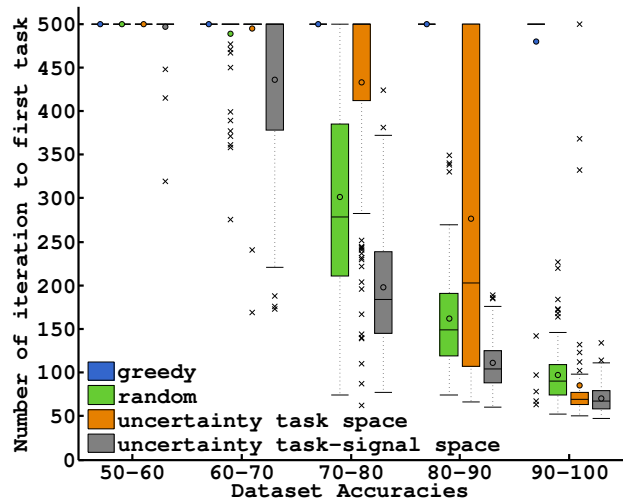 Number of iteration to first task
500
450
400
350
300
250
200
150
100
50
0
greedy
random
uncertainty task space
uncertainty task-signal space
50-60
60-70
70-80
80-90
90-100
Dataset Accuracies